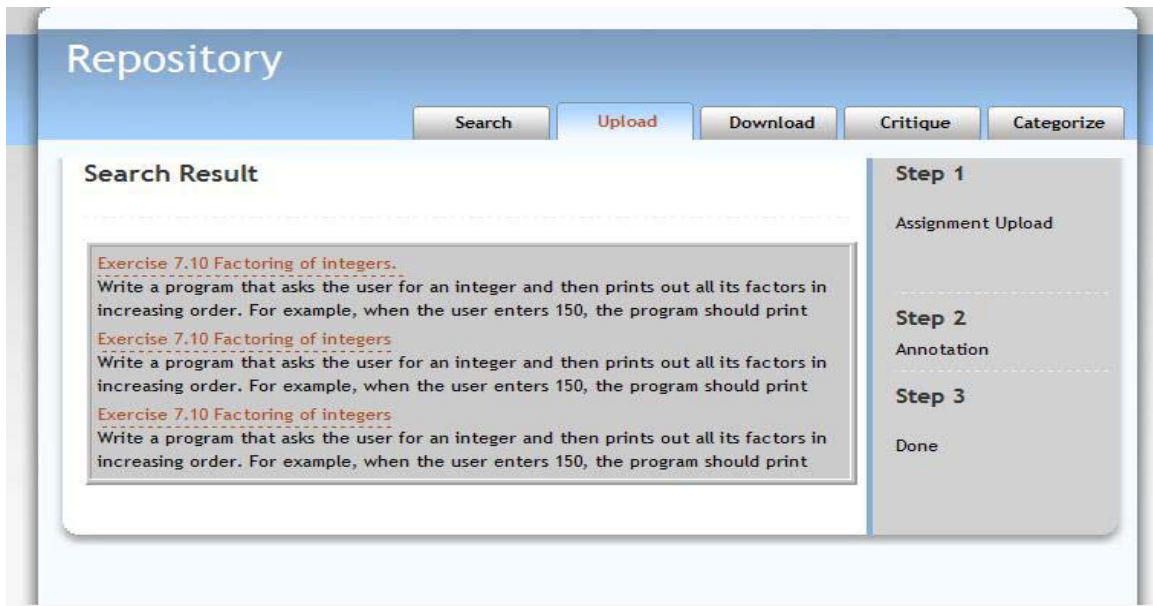 Repository
Search
Upload
Download
Critique
Categorize
Search Result
Exercise 7.10 Factoring of integers.
Write a program that asks the user for an integer and then prints out all its factors in
increasing order. For example, when the user enters 150, the program should print
Exercise 7.10 Factoring of integers
Write a program that asks the user for an integer and then prints out all its factors in
increasing order. For example, when the user enters 150, the program should print
Exercise 7.10 Factoring of integers
Write a program that asks the user for an integer and then prints out all its factors in
increasing order. For example, when the user enters 150, the program should print
Step 1
Assignment Upload
Step 2
Annotation
Step 3
Done